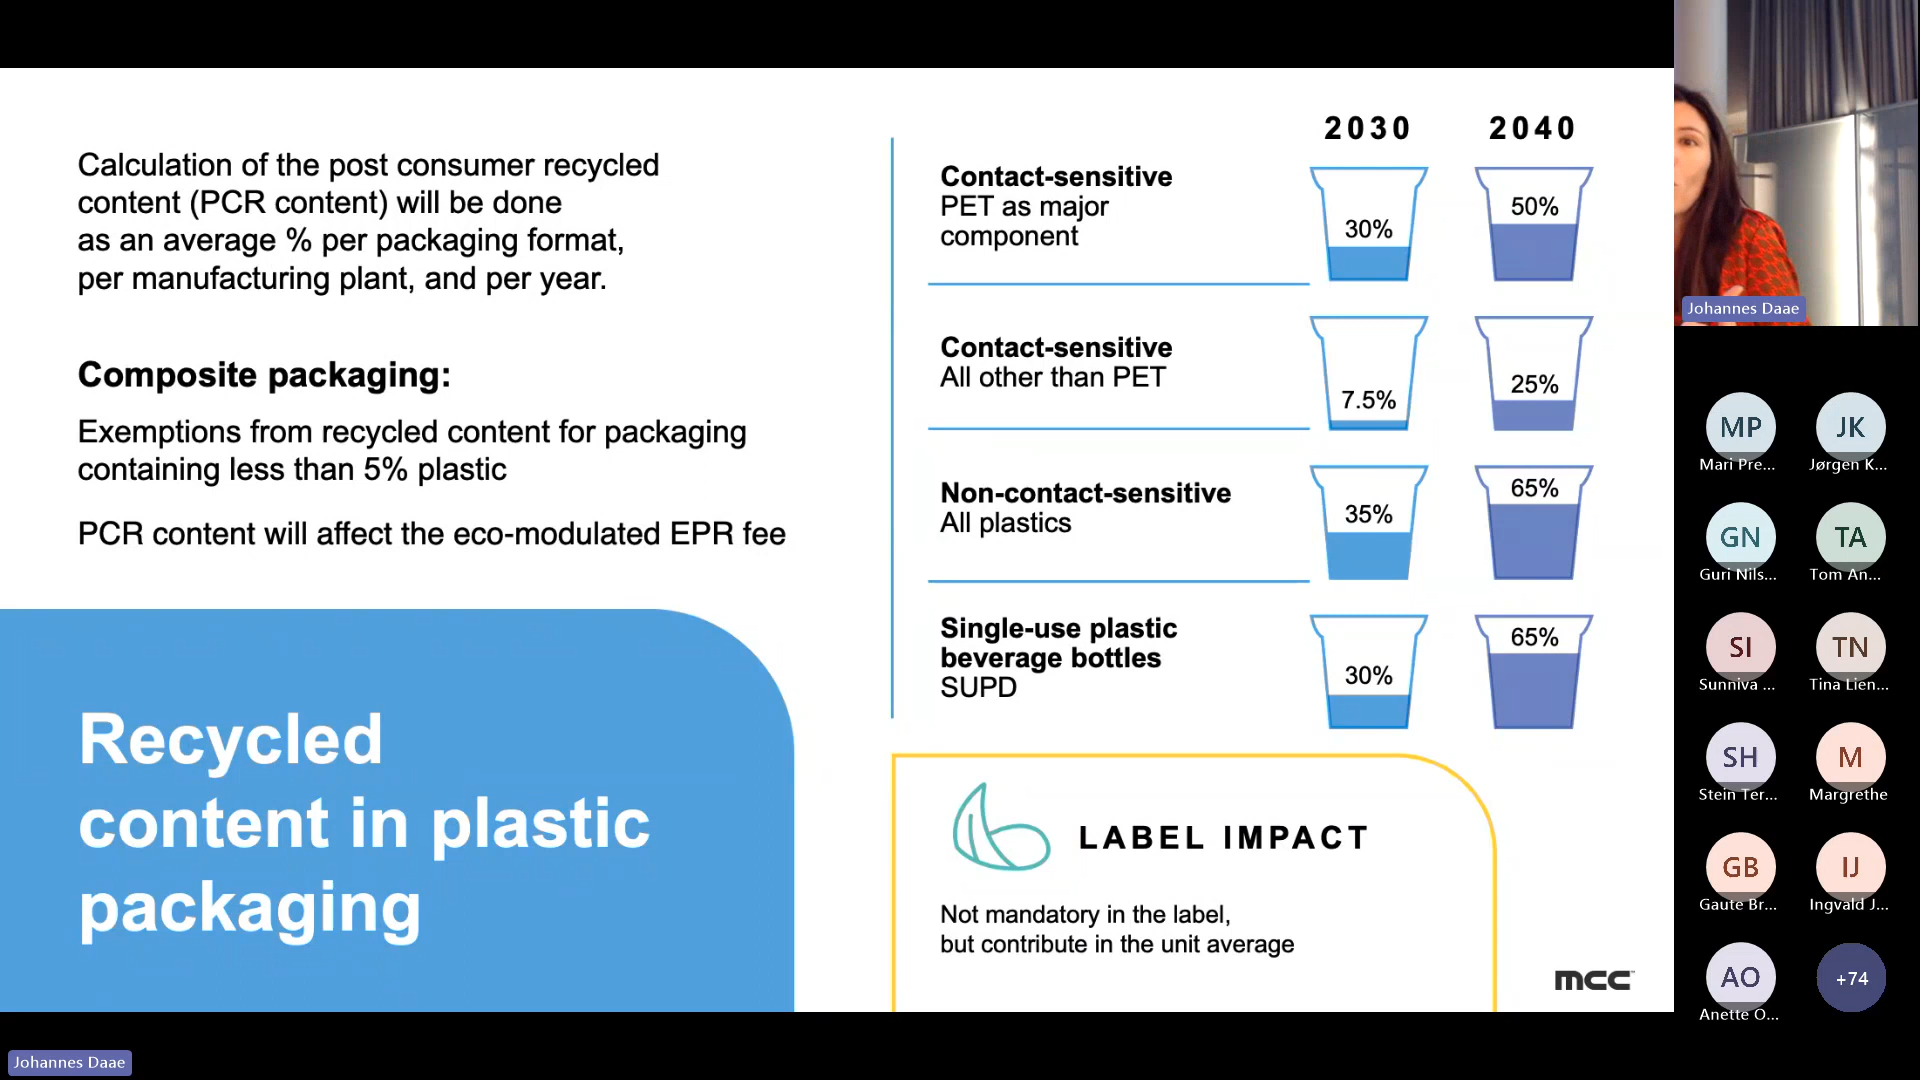 Calculation of the post consumer recycled
content (PCR content) will be done
as an average % per packaging format,
per manufacturing plant, and per year.
Composite packaging:
Exemptions from recycled content for packaging
containing less than 5% plastic
PCR content will affect the eco-modulated EPR fee
Recycled
content in plastic
packaging
2030 2040
Contact-sensitive
PET as major
component
30% 50%
Contact-sensitive
All other than PET
7.5% 25%
Non-contact-sensitive
All plastics
35% 65%
Single-use plastic
beverage bottles
SUPD
30% 65%
LABEL IMPACT
Not mandatory in the label,
but contribute in the unit average
mcc
Johannes Daae
MP JK
Mari Pre... Jørgen K...
GN TA
Guri Nils... Tom An...
SI TN
Sunniva ... Tina Lien...
SH M
Stein Ter... Margrethe
GB IJ
Gaute Br... Ingvald J...
AO +74
Anette O...
Johannes Daae